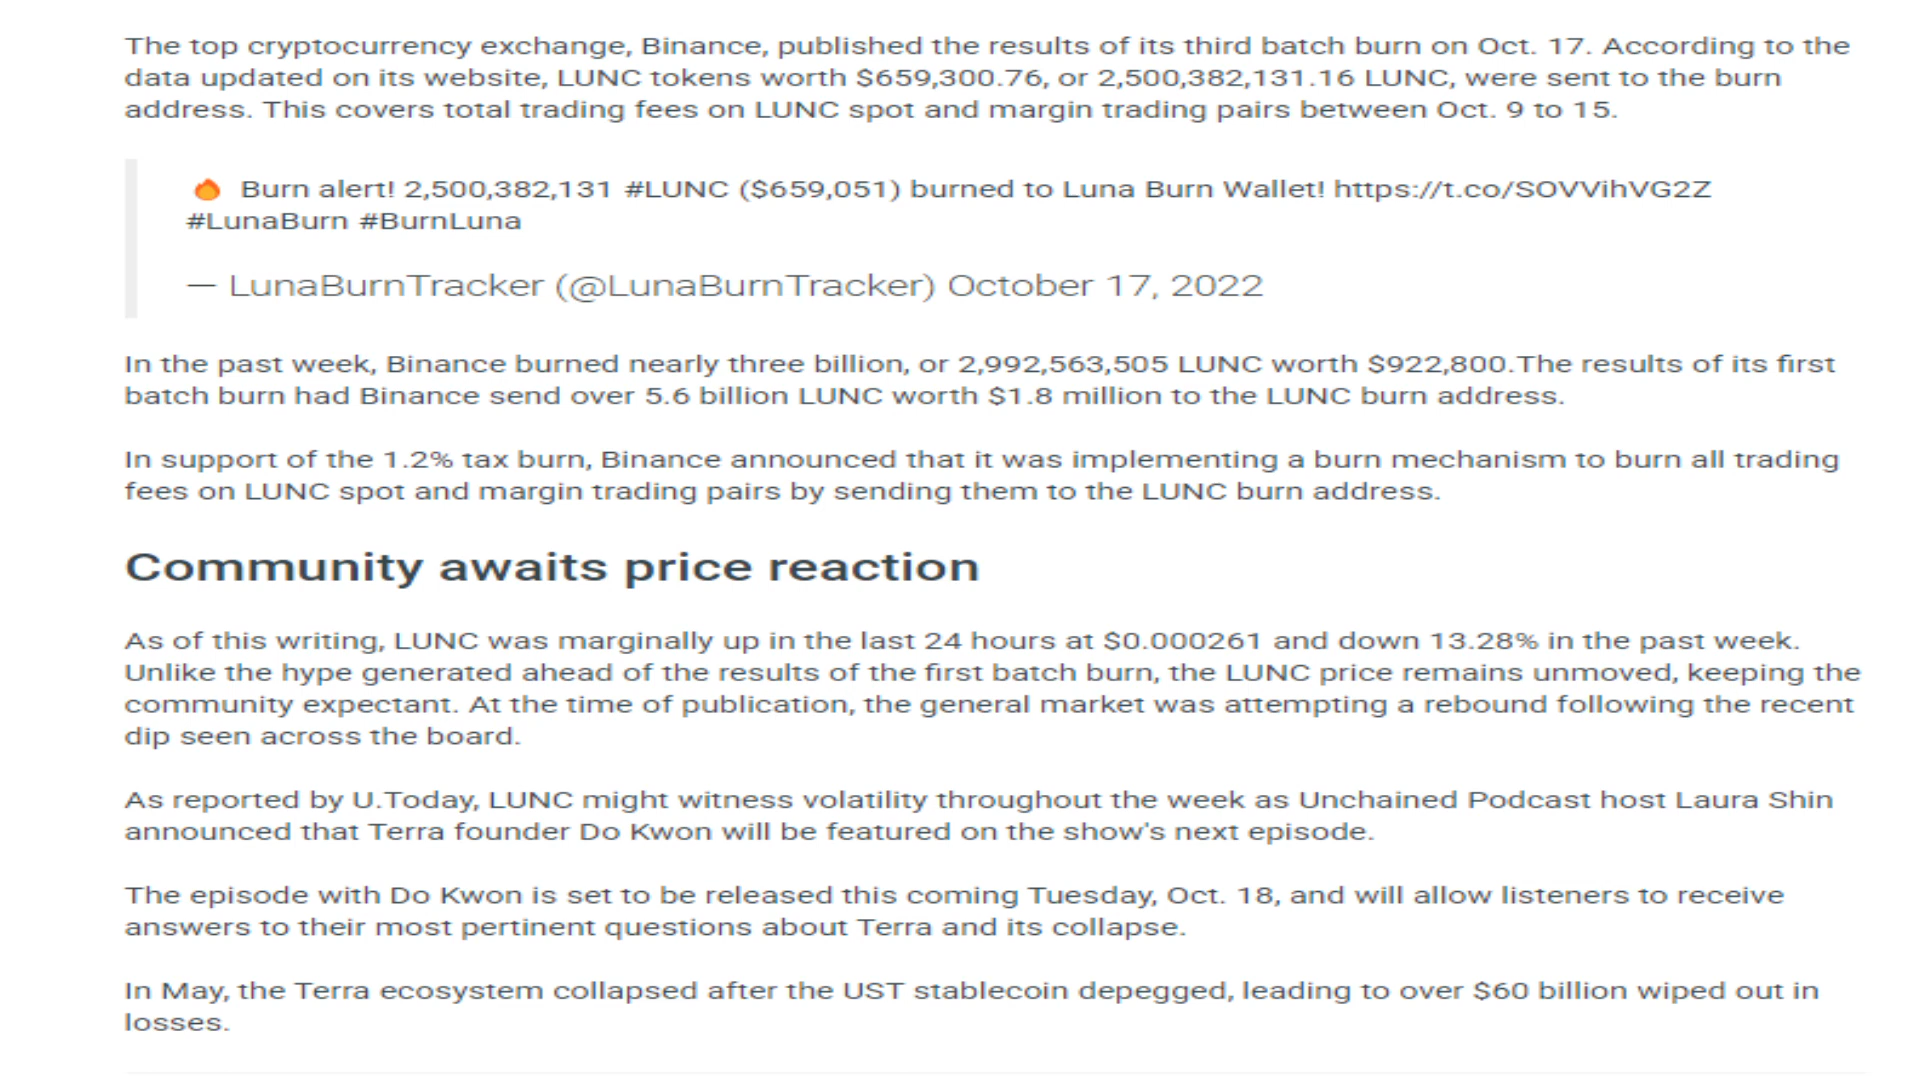 The top cryptocurrency exchange, Binance, published the results of its third batch burn on Oct. 17. According to the
data updated on its website, LUNC tokens worth $659,300.76, or 2,500,382,131.16 LUNC, were sent to the burn
address. This covers total trading fees on LUNC spot and margin trading pairs between Oct. 9 to 15.
🔥 Burn alert! 2,500,382,131 #LUNC ($659,051) burned to Luna Burn Wallet! https://t.co/SOVVihVG2Z
#LunaBurn #BurnLuna
— LunaBurnTracker (@LunaBurnTracker) October 17, 2022
In the past week, Binance burned nearly three billion, or 2,992,563,505 LUNC worth $922,800.The results of its first
batch burn had Binance send over 5.6 billion LUNC worth $1.8 million to the LUNC burn address.
In support of the 1.2% tax burn, Binance announced that it was implementing a burn mechanism to burn all trading
fees on LUNC spot and margin trading pairs by sending them to the LUNC burn address.
Community awaits price reaction
As of this writing, LUNC was marginally up in the last 24 hours at $0.000261 and down 13.28% in the past week.
Unlike the hype generated ahead of the results of the first batch burn, the LUNC price remains unmoved, keeping the
community expectant. At the time of publication, the general market was attempting a rebound following the recent
dip seen across the board.
As reported by U.Today, LUNC might witness volatility throughout the week as Unchained Podcast host Laura Shin
announced that Terra founder Do Kwon will be featured on the show's next episode.
The episode with Do Kwon is set to be released this coming Tuesday, Oct. 18, and will allow listeners to receive
answers to their most pertinent questions about Terra and its collapse.
In May, the Terra ecosystem collapsed after the UST stablecoin depegged, leading to over $60 billion wiped out in
losses.